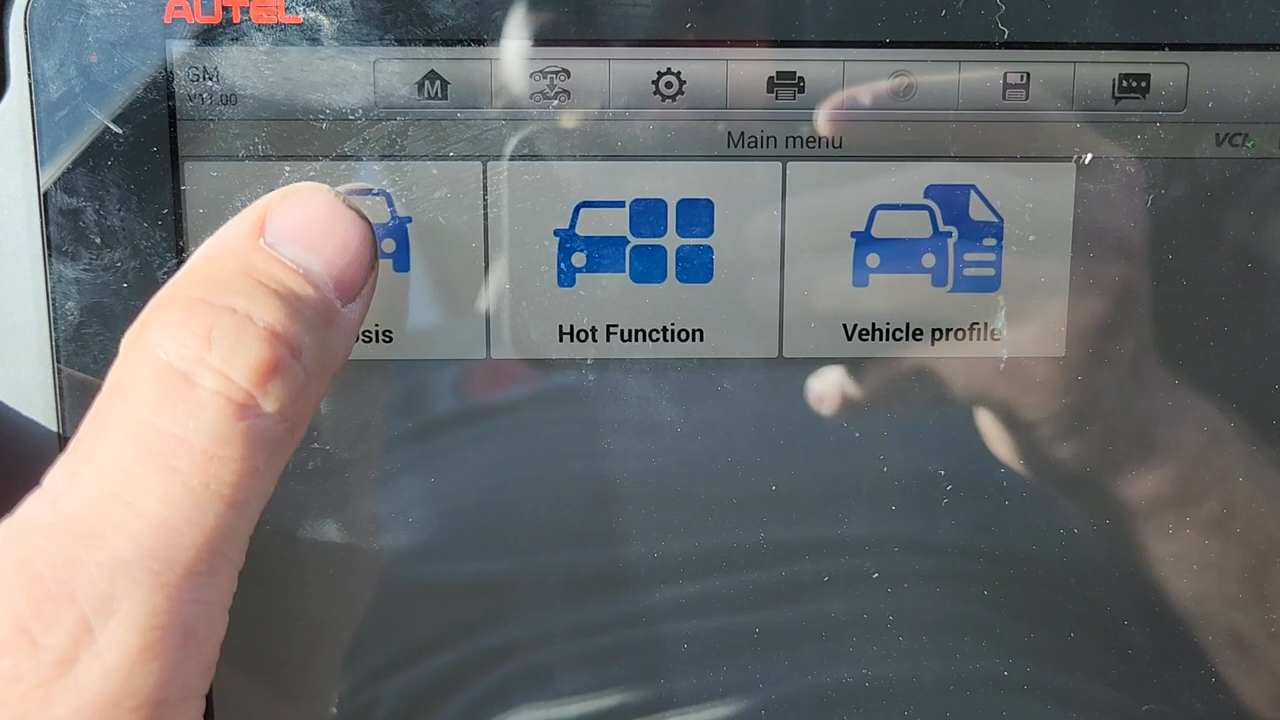 AUTEL
GM
V11.00
M
Main menu
VCI
osis
Hot Function
Vehicle profile